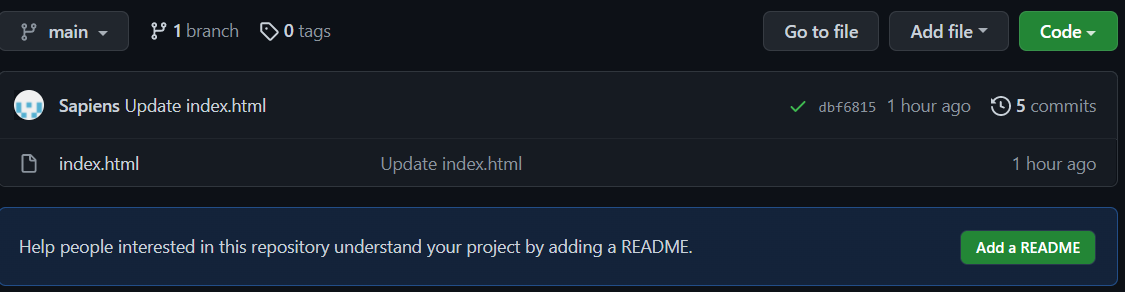 main 1 branch 0 tags Go to file Add file Code
Sapiens Update index.html dbf6815 1 hour ago 5 commits
index.html Update index.html 1 hour ago
Help people interested in this repository understand your project by adding a README. Add a README